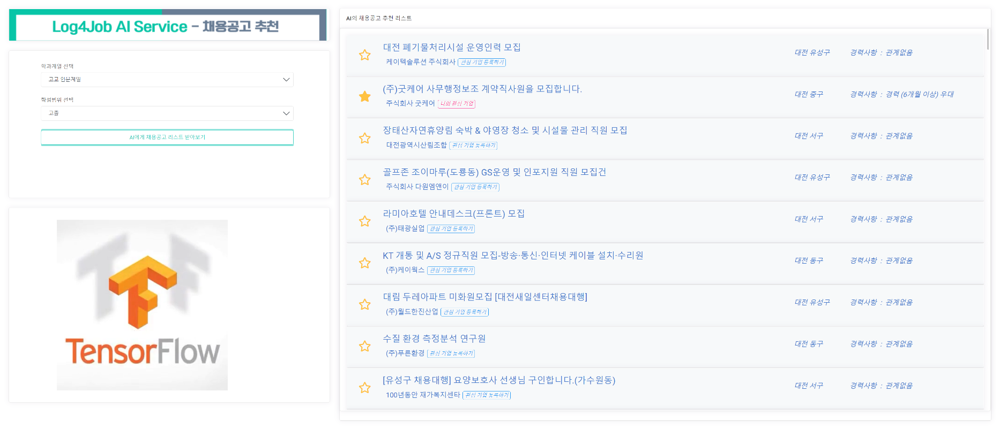 Log4Job AI Service - 채용공고 추천
학과계열 선택
고교 인문계열
학점범위 선택
고졸
AI에게 채용공고 리스트 받아보기
TensorFlow
AI의 채용공고 추천 리스트
대전 폐기물처리시설 운영인력 모집
케이텍솔루션 주식회사 관심 기업 등록하기
대전 유성구 경력사항 : 관계없음
(주)굿케어 사무행정보조 계약직사원을 모집합니다.
주식회사 굿케어 나의 관심 기업
대전 중구 경력사항 : 경력 (6개월 이상) 우대
장태산자연휴양림 숙박 & 야영장 청소 및 시설물 관리 직원 모집
대전광역시산림조합 관심 기업 등록하기
대전 서구 경력사항 : 관계없음
골프존 조이마루(도룡동) GS운영 및 인포지원 직원 모집건
주식회사 다원엠앤이 관심 기업 등록하기
대전 유성구 경력사항 : 관계없음
라미아호텔 안내데스크(프론트) 모집
(주)태광실업 관심 기업 등록하기
대전 서구 경력사항 : 관계없음
KT 개통 및 A/S 정규직원 모집-방송·통신·인터넷 케이블 설치·수리원
(주)케이웍스 관심 기업 등록하기
대전 동구 경력사항 : 관계없음
대림 두레아파트 미화원모집 [대전새일센터채용대행]
(주)월드한진산업 관심 기업 등록하기
대전 유성구 경력사항 : 관계없음
수질 환경 측정분석 연구원
(주)푸른환경 관심 기업 등록하기
대전 동구 경력사항 : 관계없음
[유성구 채용대행] 요양보호사 선생님 구인합니다.(가수원동)
100년동안 재가복지센타 관심 기업 등록하기
대전 서구 경력사항 : 관계없음